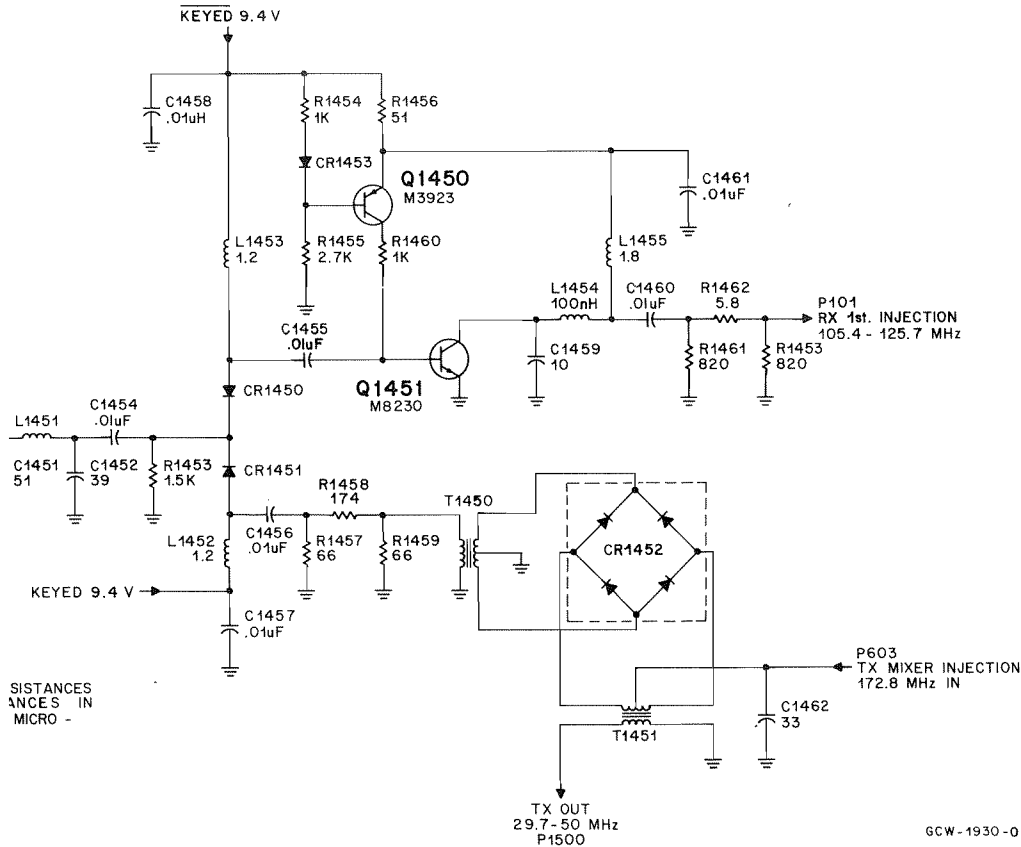 KEYED 9.4 V
C1458
.01uH
R1454
1K
R1456
51
CR1453
Q1450
M3923
C1461
.01uF
L1453
1.2
R1455
2.7K
R1460
1K
L1455
1.8
L1454
100nH
C1460
.01uF
R1462
5.8
P101
RX 1st. INJECTION
105.4 - 125.7 MHz
C1455
.01uF
C1459
10
R1461
820
R1453
820
CR1450
Q1451
M8230
L1451
C1454
.01uF
C1451
51
C1452
39
R1453
1.5K
CR1451
R1458
174
T1450
C1456
.01uF
R1457
66
R1459
66
CR1452
L1452
1.2
KEYED 9.4 V
C1457
.01uF
P603
TX MIXER INJECTION
172.8 MHz IN
SISTANCES
ANCES IN
MICRO -
C1462
33
T1451
TX OUT
29.7-50 MHz
P1500
GCW-1930-0